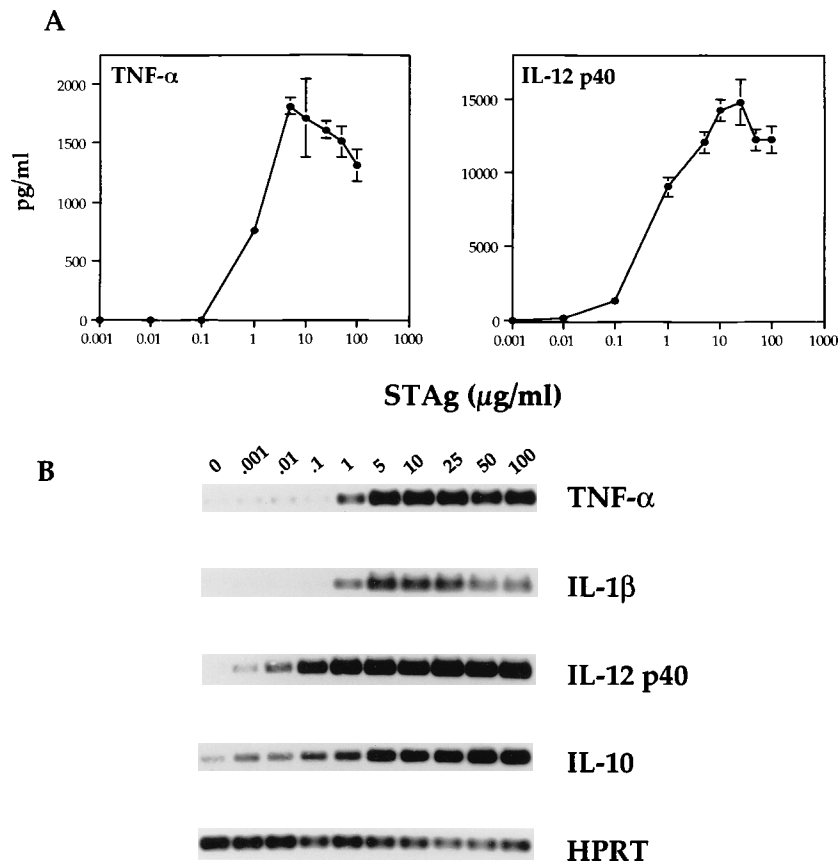 A
TNF-α
IL-12 p40
pg/ml
2000
1500
1000
500
0
0.001 0.01 0.1 1 10 100 1000
15000
10000
5000
0
0.001 0.01 0.1 1 10 100 1000
STAg (µg/ml)
B
0 .001 .01 .1 1 5 10 25 50 100
TNF-α
IL-1β
IL-12 p40
IL-10
HPRT